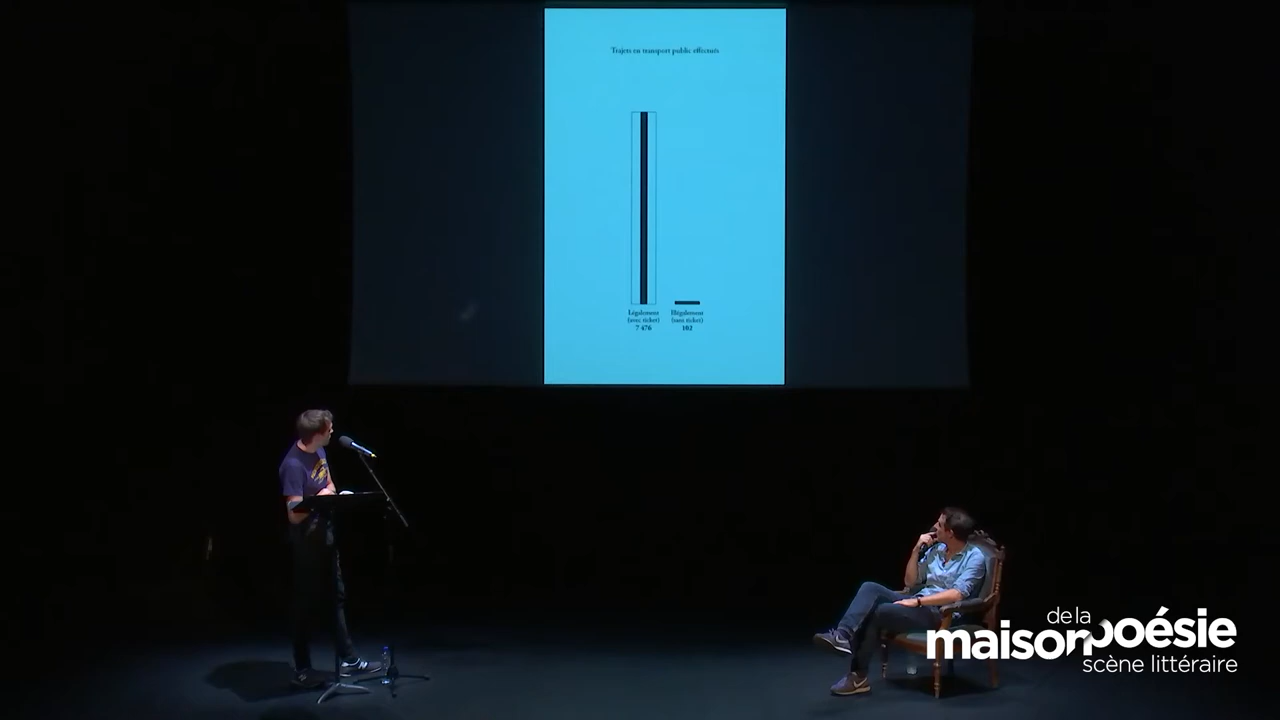 Trajets en transport public effectués
Légalement
(avec ticket)
7 476
Illégalement
(sans ticket)
102
de la
maison poésie
scène littéraire